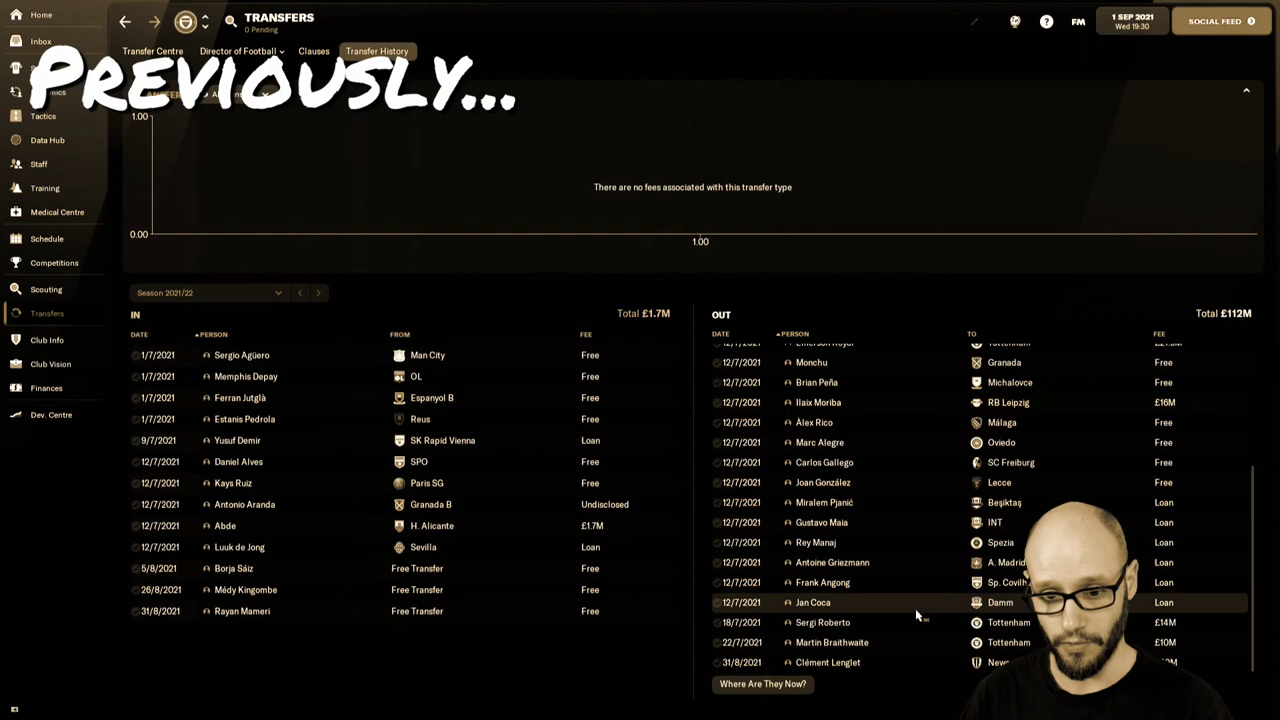 Home
TRANSFERS
0 Pending
FM
1 SEP 2021
Wed 19:30
SOCIAL FEED
Inbox
Transfer Centre Director of Football Clauses Transfer History
PREVIOUSLY...
Tactics
Data Hub
Staff
Training
Medical Centre
Schedule
Competitions
Scouting
Transfers
Club Info
Club Vision
Finances
Dev. Centre
1.00
There are no fees associated with this transfer type
0.00
1.00
Season 2021/22
IN Total £1.7M
DATE PERSON FROM FEE
1/7/2021 Sergio Agüero Man City Free
1/7/2021 Memphis Depay OL Free
1/7/2021 Ferran Jutglà Espanyol B Free
1/7/2021 Estanis Pedrola Reus Free
9/7/2021 Yusuf Demir SK Rapid Vienna Loan
12/7/2021 Daniel Alves SPO Free
12/7/2021 Kays Ruiz Paris SG Free
12/7/2021 Antonio Aranda Granada B Undisclosed
12/7/2021 Abde H. Alicante £1.7M
12/7/2021 Luuk de Jong Sevilla Loan
5/8/2021 Borja Sáiz Free Transfer Free
26/8/2021 Médy Kingombe Free Transfer Free
31/8/2021 Rayan Mameri Free Transfer Free
OUT Total £112M
DATE PERSON TO FEE
12/7/2021 Emerson Royal Tottenham
12/7/2021 Monchu Granada Free
12/7/2021 Brian Peña Michalovce Free
12/7/2021 Ilaix Moriba RB Leipzig £16M
12/7/2021 Àlex Rico Málaga Free
12/7/2021 Marc Alegre Oviedo Free
12/7/2021 Carlos Gallego SC Freiburg Free
12/7/2021 Joan González Lecce Free
12/7/2021 Miralem Pjanić Beşiktaş Loan
12/7/2021 Gustavo Maia INT Loan
12/7/2021 Rey Manaj Spezia Loan
12/7/2021 Antoine Griezmann A. Madrid Loan
12/7/2021 Frank Angong Sp. Covilh Loan
12/7/2021 Jan Coca Damm Loan
18/7/2021 Sergi Roberto Tottenham £14M
22/7/2021 Martin Braithwaite Tottenham £10M
31/8/2021 Clément Lenglet New
Where Are They Now?